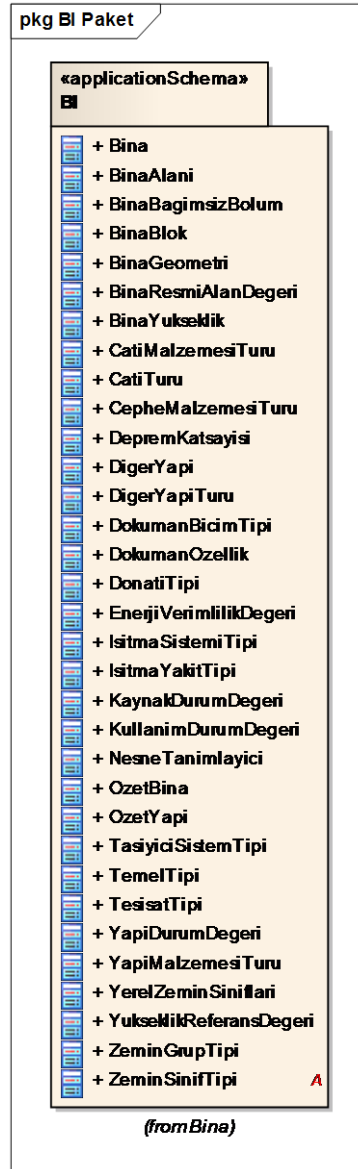 pkg BI Paket
«applicationSchema»
BI
+ Bina
+ BinaAlani
+ BinaBagimsizBolum
+ BinaBlok
+ BinaGeometri
+ BinaResmiAlanDegeri
+ BinaYukseklik
+ CatiMalzemesiTuru
+ CatiTuru
+ CepheMalzemesiTuru
+ DepremKatsayisi
+ DigerYapi
+ DigerYapiTuru
+ DokumanBicimTipi
+ DokumanOzellik
+ DonatiTipi
+ EnerjiVerimlilikDegeri
+ IsitmaSistemiTipi
+ IsitmaYakitTipi
+ KaynakDurumDegeri
+ KullanimDurumDegeri
+ NesneTanimlayici
+ OzetBina
+ OzetYapi
+ TasiyiciSistemTipi
+ TemelTipi
+ TesisatTipi
+ YapiDurumDegeri
+ YapiMalzemesiTuru
+ YerelZeminSiniflari
+ YukseklikReferansDegeri
+ ZeminGrupTipi
+ ZeminSinifTipi A
(from Bina)